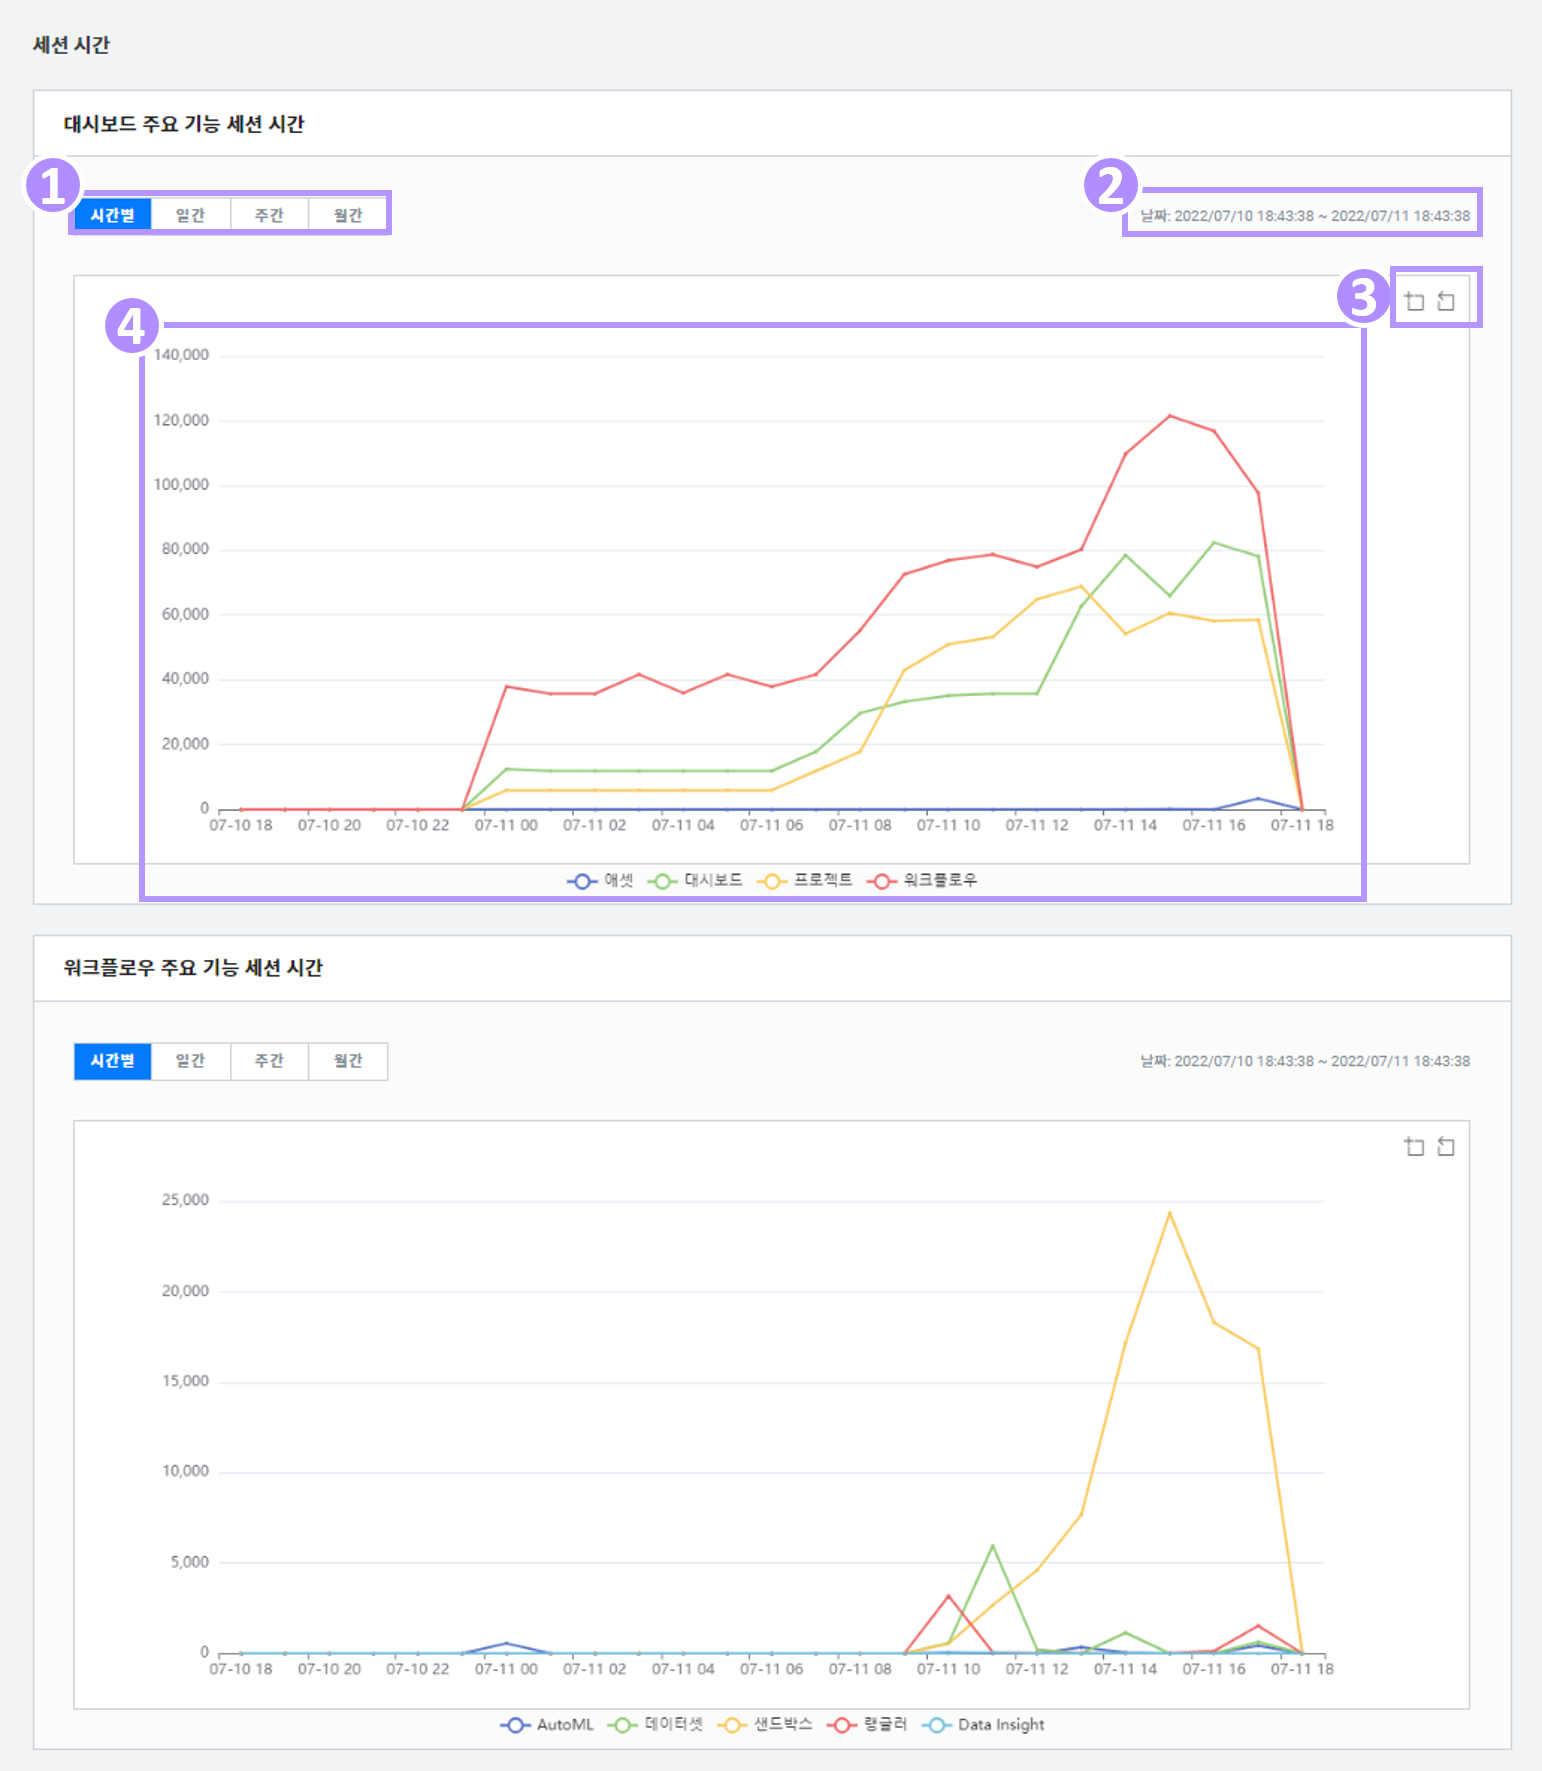 세션 시간
대시보드 주요 기능 세션 시간
1
2
시간별 일간 주간 월간
날짜: 2022/07/10 18:43:38 ~ 2022/07/11 18:43:38
3
4
140,000
120,000
100,000
80,000
60,000
40,000
20,000
0
07-10 18 07-10 20 07-10 22 07-11 00 07-11 02 07-11 04 07-11 06 07-11 08 07-11 10 07-11 12 07-11 14 07-11 16 07-11 18
애셋 대시보드 프로젝트 워크플로우
워크플로우 주요 기능 세션 시간
시간별 일간 주간 월간
날짜: 2022/07/10 18:43:38 ~ 2022/07/11 18:43:38
25,000
20,000
15,000
10,000
5,000
0
07-10 18 07-10 20 07-10 22 07-11 00 07-11 02 07-11 04 07-11 06 07-11 08 07-11 10 07-11 12 07-11 14 07-11 16 07-11 18
AutoML 데이터셋 샌드박스 랭글러 Data Insight